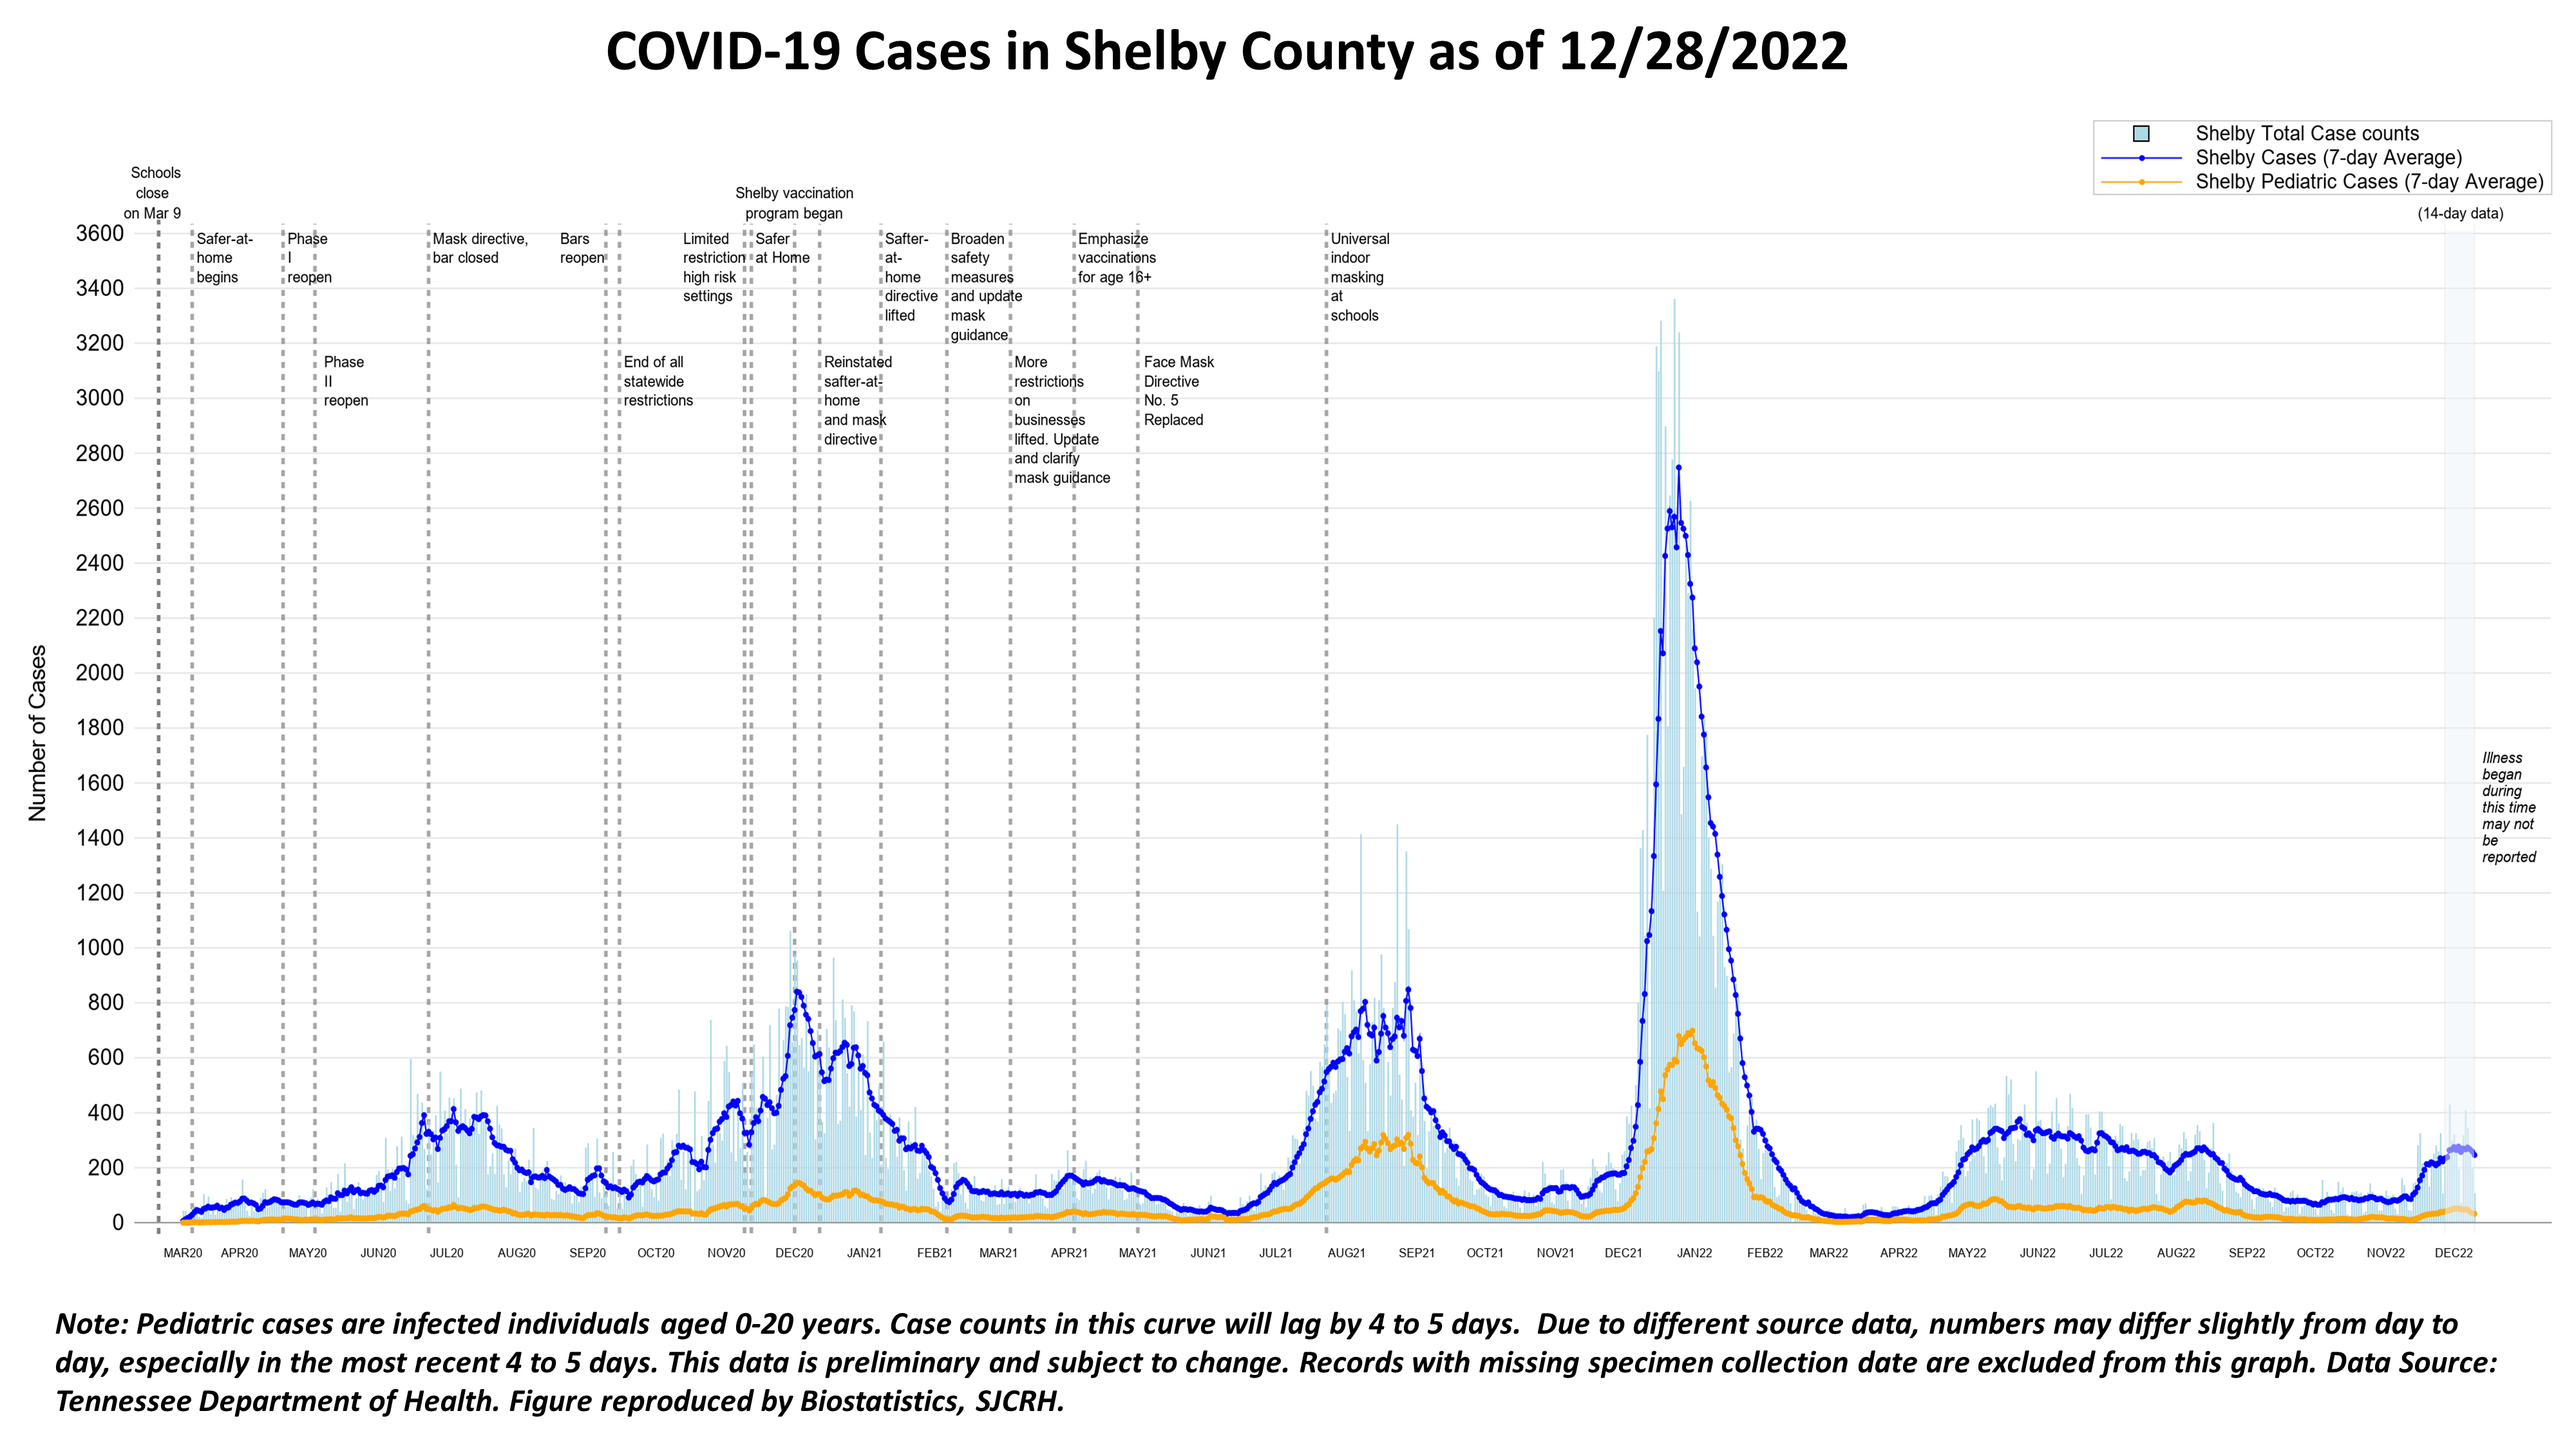 COVID-19 Cases in Shelby County as of 12/28/2022
Shelby Total Case counts
Shelby Cases (7-day Average)
Shelby Pediatric Cases (7-day Average)
Schools
close
on Mar 9
Shelby vaccination
program began
(14-day data)
Safer-at-
home
begins
Phase
I
reopen
Mask directive,
bar closed
Bars
reopen
Limited
restriction
high risk
settings
Safer
at Home
Safter-
at-
home
directive
lifted
Broaden
safety
measures
and update
mask
guidance
Emphasize
vaccinations
for age 16+
Universal
indoor
masking
at
schools
Phase
II
reopen
End of all
statewide
restrictions
Reinstated
safter-at-
home
and mask
directive
More
restrictions
on
businesses
lifted. Update
and clarify
mask guidance
Face Mask
Directive
No. 5
Replaced
Illness
began
during
this time
may not
be
reported
Number of Cases
3600
3400
3200
3000
2800
2600
2400
2200
2000
1800
1600
1400
1200
1000
800
600
400
200
0
MAR20 APR20 MAY20 JUN20 JUL20 AUG20 SEP20 OCT20 NOV20 DEC20 JAN21 FEB21 MAR21 APR21 MAY21 JUN21 JUL21 AUG21 SEP21 OCT21 NOV21 DEC21 JAN22 FEB22 MAR22 APR22 MAY22 JUN22 JUL22 AUG22 SEP22 OCT22 NOV22 DEC22
Note: Pediatric cases are infected individuals aged 0-20 years. Case counts in this curve will lag by 4 to 5 days.  Due to different source data, numbers may differ slightly from day to
day, especially in the most recent 4 to 5 days. This data is preliminary and subject to change. Records with missing specimen collection date are excluded from this graph. Data Source:
Tennessee Department of Health. Figure reproduced by Biostatistics, SJCRH.